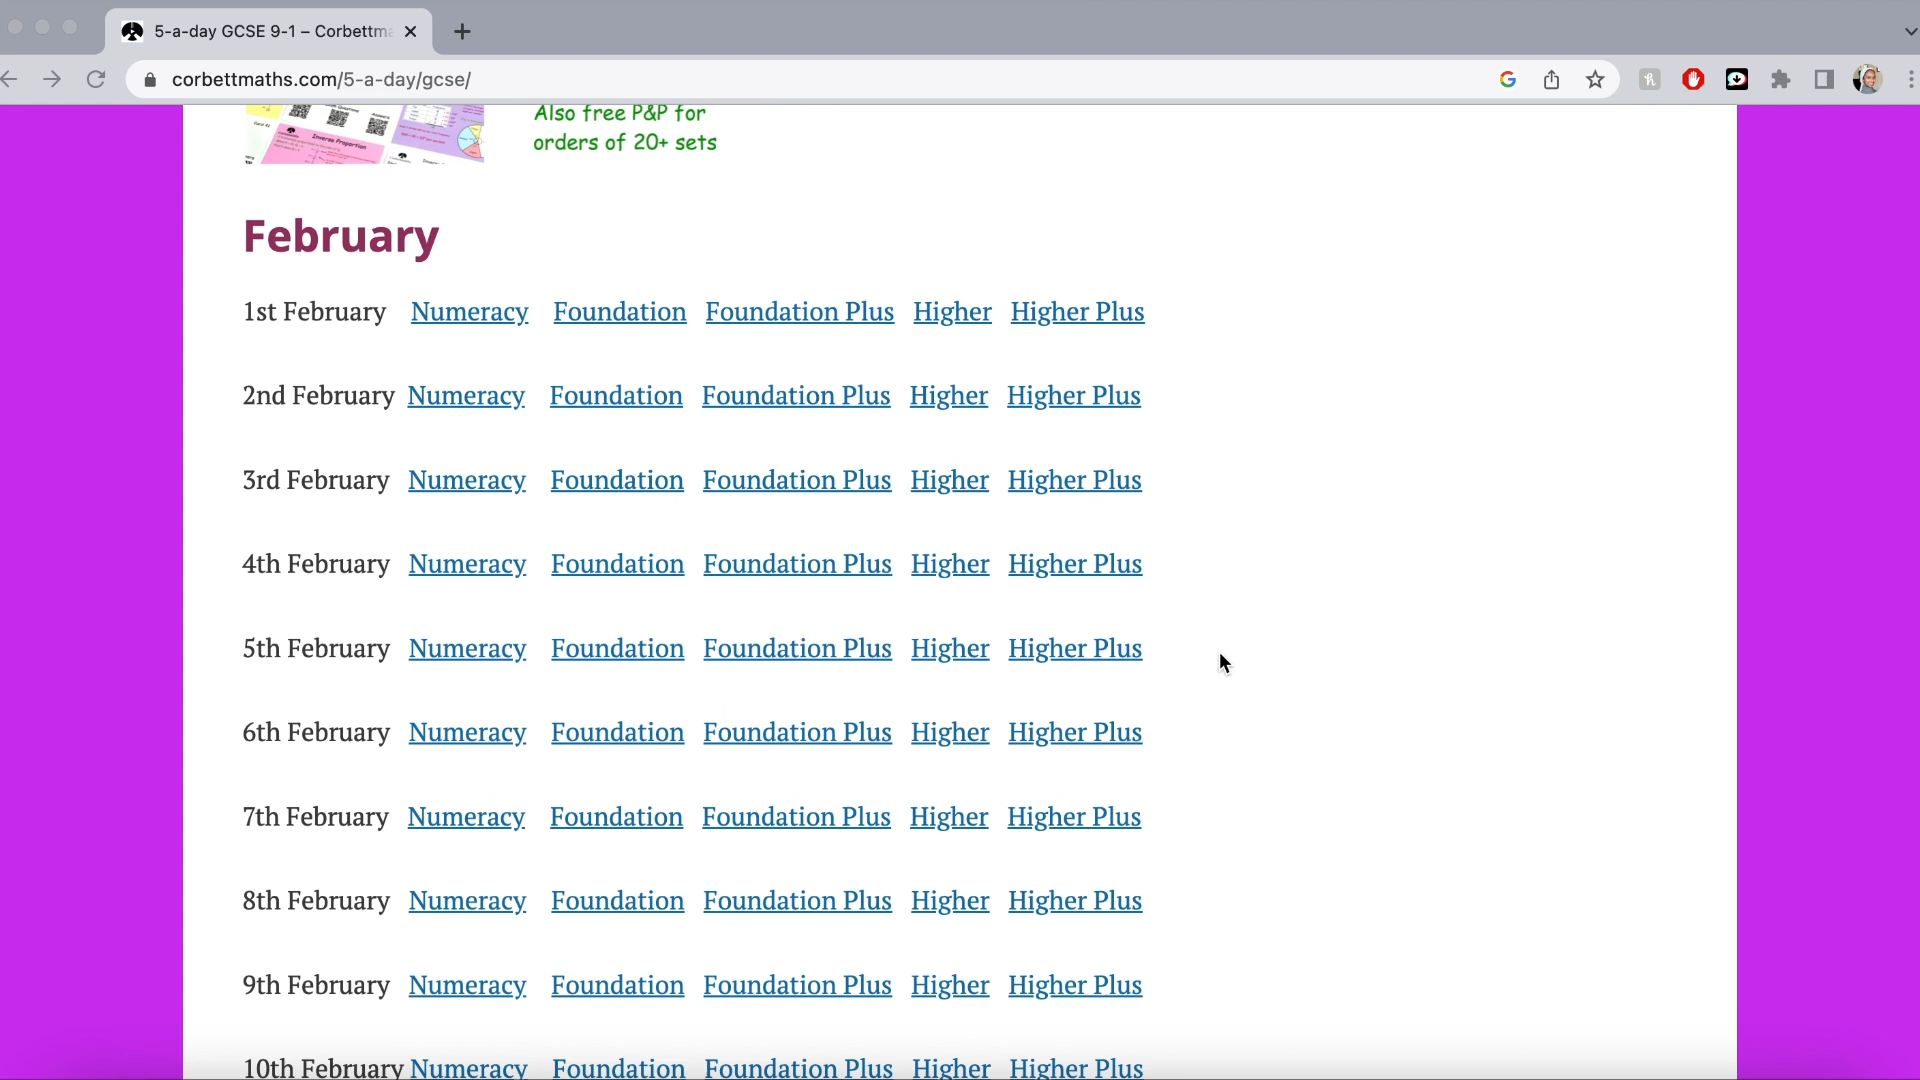 5-a-day GCSE 9-1 – Corbettma
corbettmaths.com/5-a-day/gcse/
Also free P&P for
orders of 20+ sets
Answers
Inverse Proportion
February
1st February Numeracy Foundation Foundation Plus Higher Higher Plus
2nd February Numeracy Foundation Foundation Plus Higher Higher Plus
3rd February Numeracy Foundation Foundation Plus Higher Higher Plus
4th February Numeracy Foundation Foundation Plus Higher Higher Plus
5th February Numeracy Foundation Foundation Plus Higher Higher Plus
6th February Numeracy Foundation Foundation Plus Higher Higher Plus
7th February Numeracy Foundation Foundation Plus Higher Higher Plus
8th February Numeracy Foundation Foundation Plus Higher Higher Plus
9th February Numeracy Foundation Foundation Plus Higher Higher Plus
10th February Numeracy Foundation Foundation Plus Higher Higher Plus